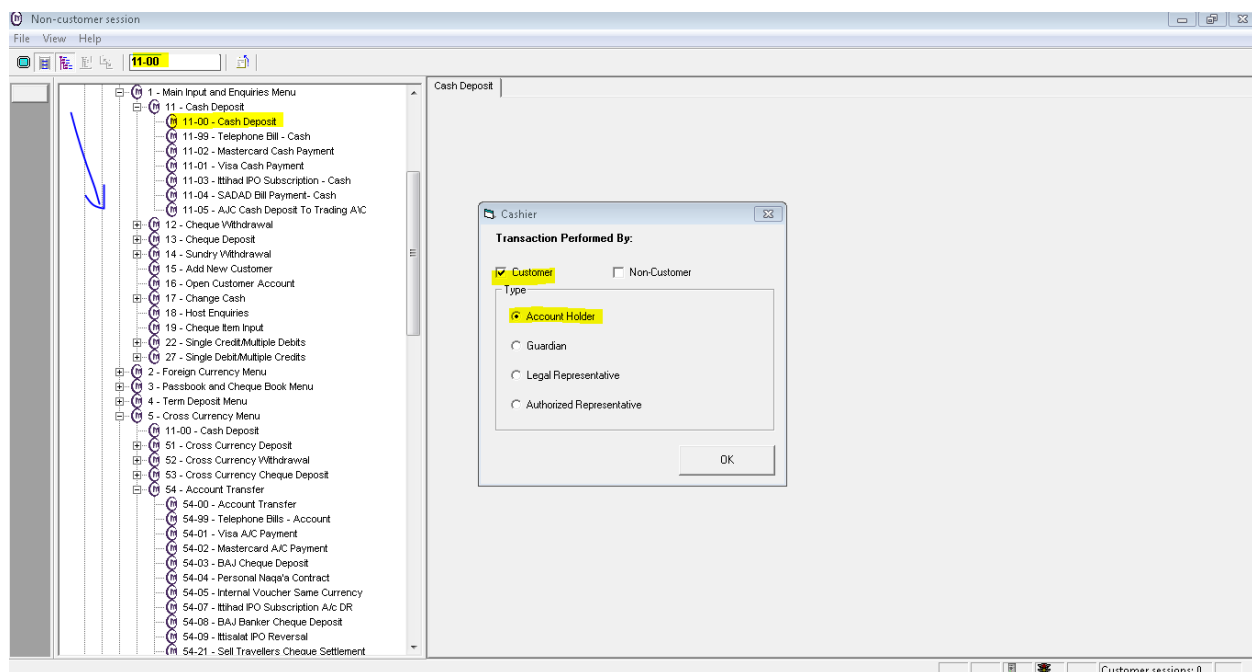 Non-customer session
File View Help
11-00
1 - Main Input and Enquiries Menu
11 - Cash Deposit
11-00 - Cash Deposit
11-99 - Telephone Bill - Cash
11-02 - Mastercard Cash Payment
11-01 - Visa Cash Payment
11-03 - Ittihad IPO Subscription - Cash
11-04 - SADAD Bill Payment- Cash
11-05 - AJC Cash Deposit To Trading A\C
12 - Cheque Withdrawal
13 - Cheque Deposit
14 - Sundry Withdrawal
15 - Add New Customer
16 - Open Customer Account
17 - Change Cash
18 - Host Enquiries
19 - Cheque Item Input
22 - Single Credit/Multiple Debits
27 - Single Debit/Multiple Credits
2 - Foreign Currency Menu
3 - Passbook and Cheque Book Menu
4 - Term Deposit Menu
5 - Cross Currency Menu
11-00 - Cash Deposit
51 - Cross Currency Deposit
52 - Cross Currency Withdrawal
53 - Cross Currency Cheque Deposit
54 - Account Transfer
54-00 - Account Transfer
54-99 - Telephone Bills - Account
54-01 - Visa A/C Payment
54-02 - Mastercard A/C Payment
54-03 - BAJ Cheque Deposit
54-04 - Personal Naqa'a Contract
54-05 - Internal Voucher Same Currency
54-07 - Ittihad IPO Subscription A/c DR
54-08 - BAJ Banker Cheque Deposit
54-09 - Ittisalat IPO Reversal
54-21 - Sell Travellers Cheque Settlement
Cash Deposit
Cashier
Transaction Performed By:
Customer Non-Customer
Type
Account Holder
Guardian
Legal Representative
Authorized Representative
OK
Customer sessions: 0